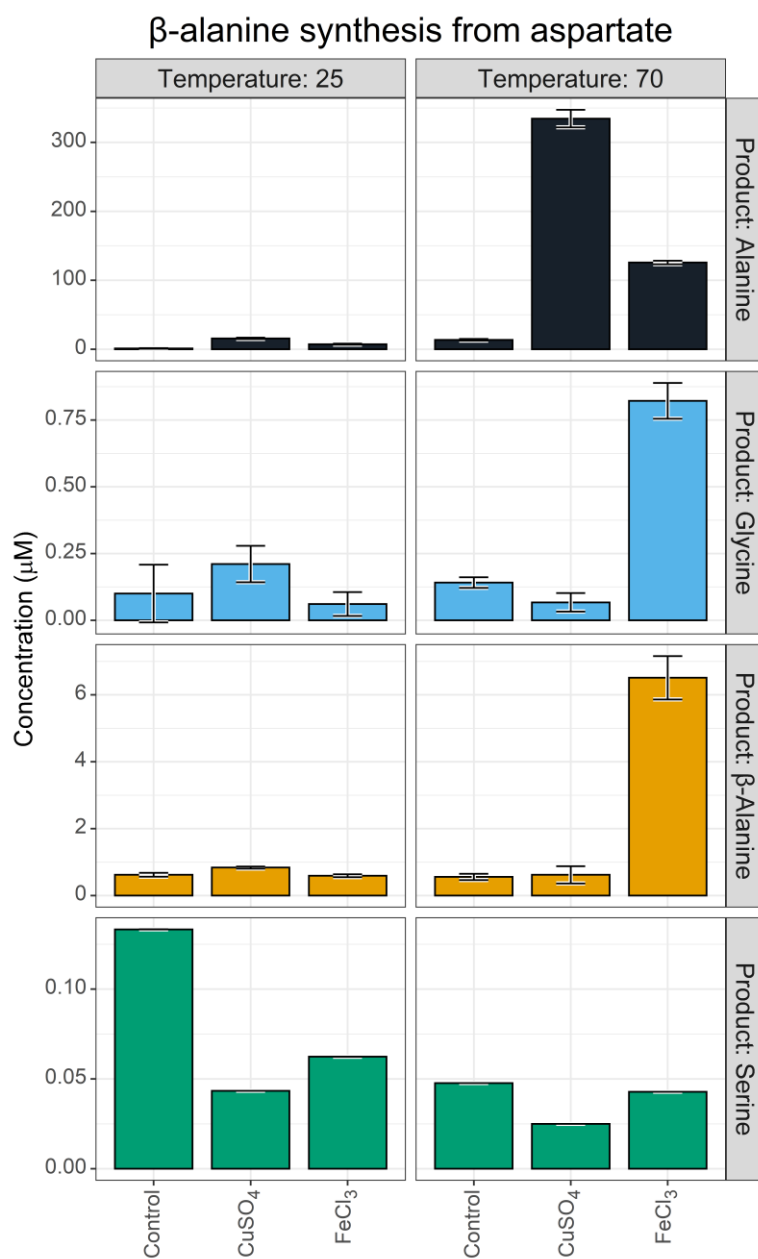 β-alanine synthesis from aspartate
Temperature: 25
Temperature: 70
Concentration (μM)
300
200
100
0
Product: Alanine
0.75
0.50
0.25
0.00
Product: Glycine
6
4
2
0
Product: β-Alanine
0.10
0.05
0.00
Product: Serine
Control
CuSO₄
FeCl₃
Control
CuSO₄
FeCl₃